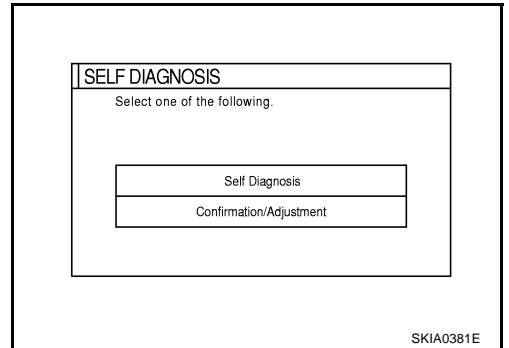 SELF DIAGNOSIS
Select one of the following.
Self Diagnosis
Confirmation/Adjustment
SKIA0381E